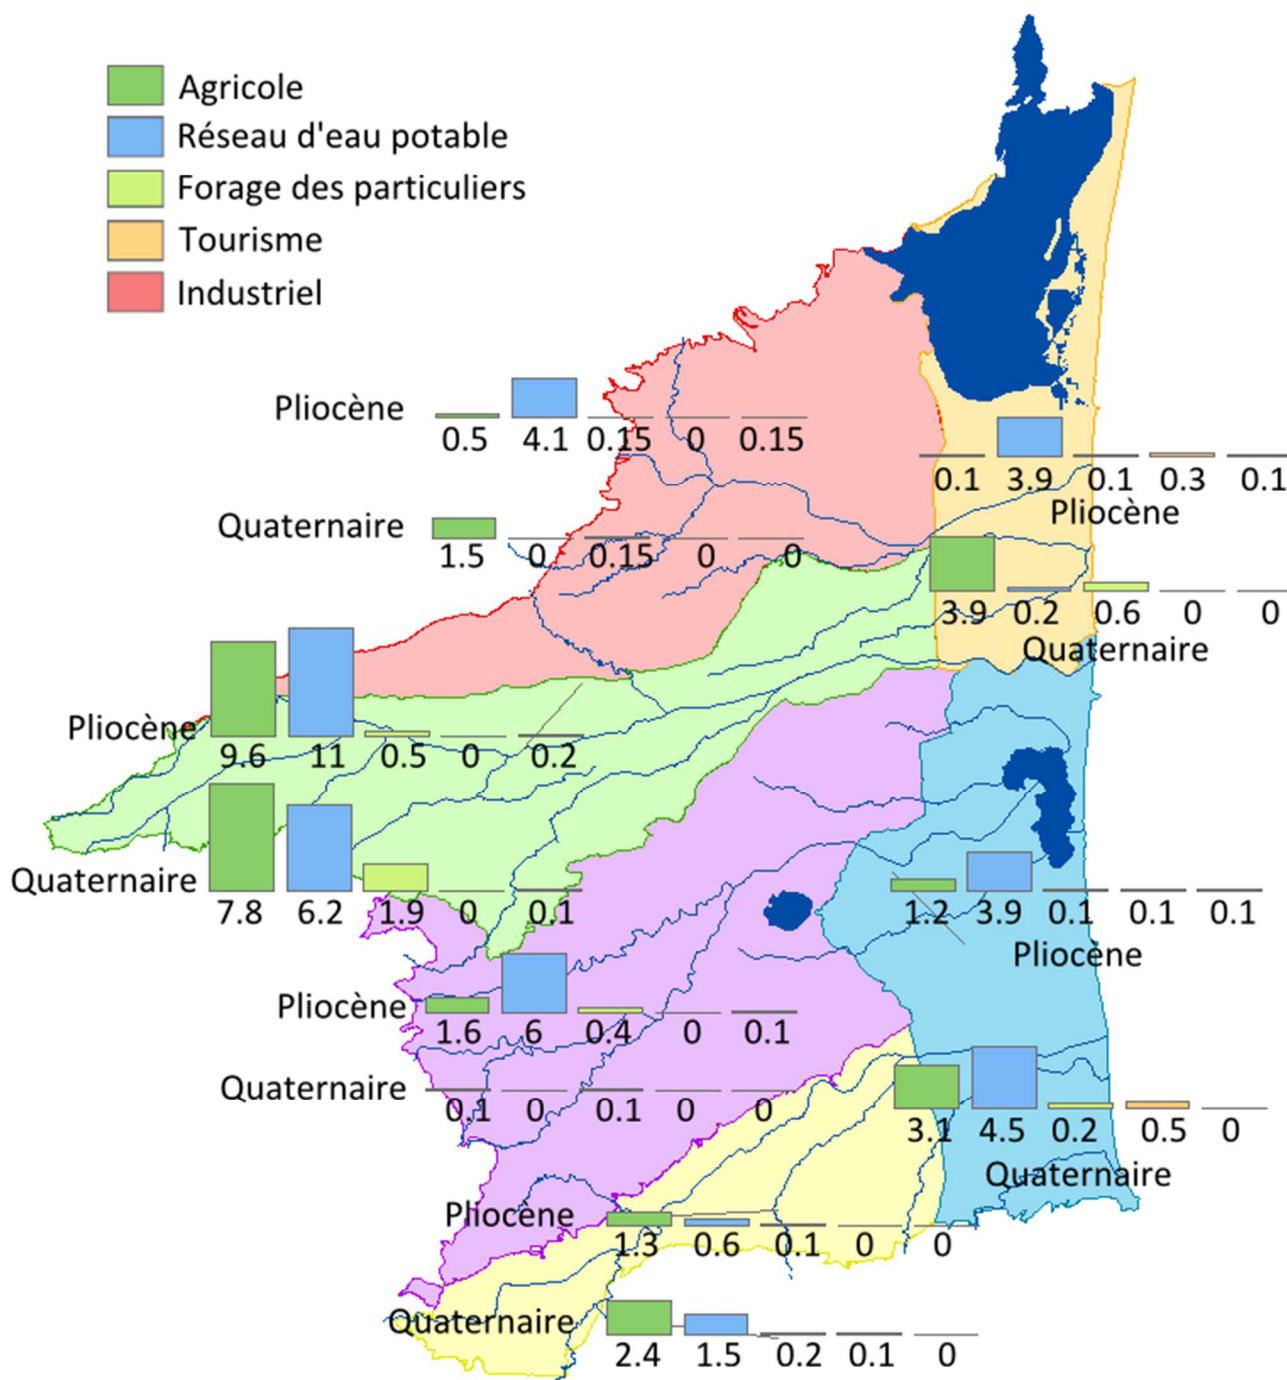 Agricole
Réseau d'eau potable
Forage des particuliers
Tourisme
Industriel
Pliocène
0.5 4.1 0.15 0 0.15
0.1 3.9 0.1 0.3 0.1
Pliocène
Quaternaire
1.5 0 0.15 0 0
3.9 0.2 0.6 0 0
Quaternaire
Pliocène
9.6 11 0.5 0 0.2
Quaternaire
7.8 6.2 1.9 0 0.1
1.2 3.9 0.1 0.1 0.1
Pliocène
Pliocène
1.6 6 0.4 0 0.1
Quaternaire
0.1 0 0.1 0 0
3.1 4.5 0.2 0.5 0
Quaternaire
Pliocène
1.3 0.6 0.1 0 0
Quaternaire
2.4 1.5 0.2 0.1 0